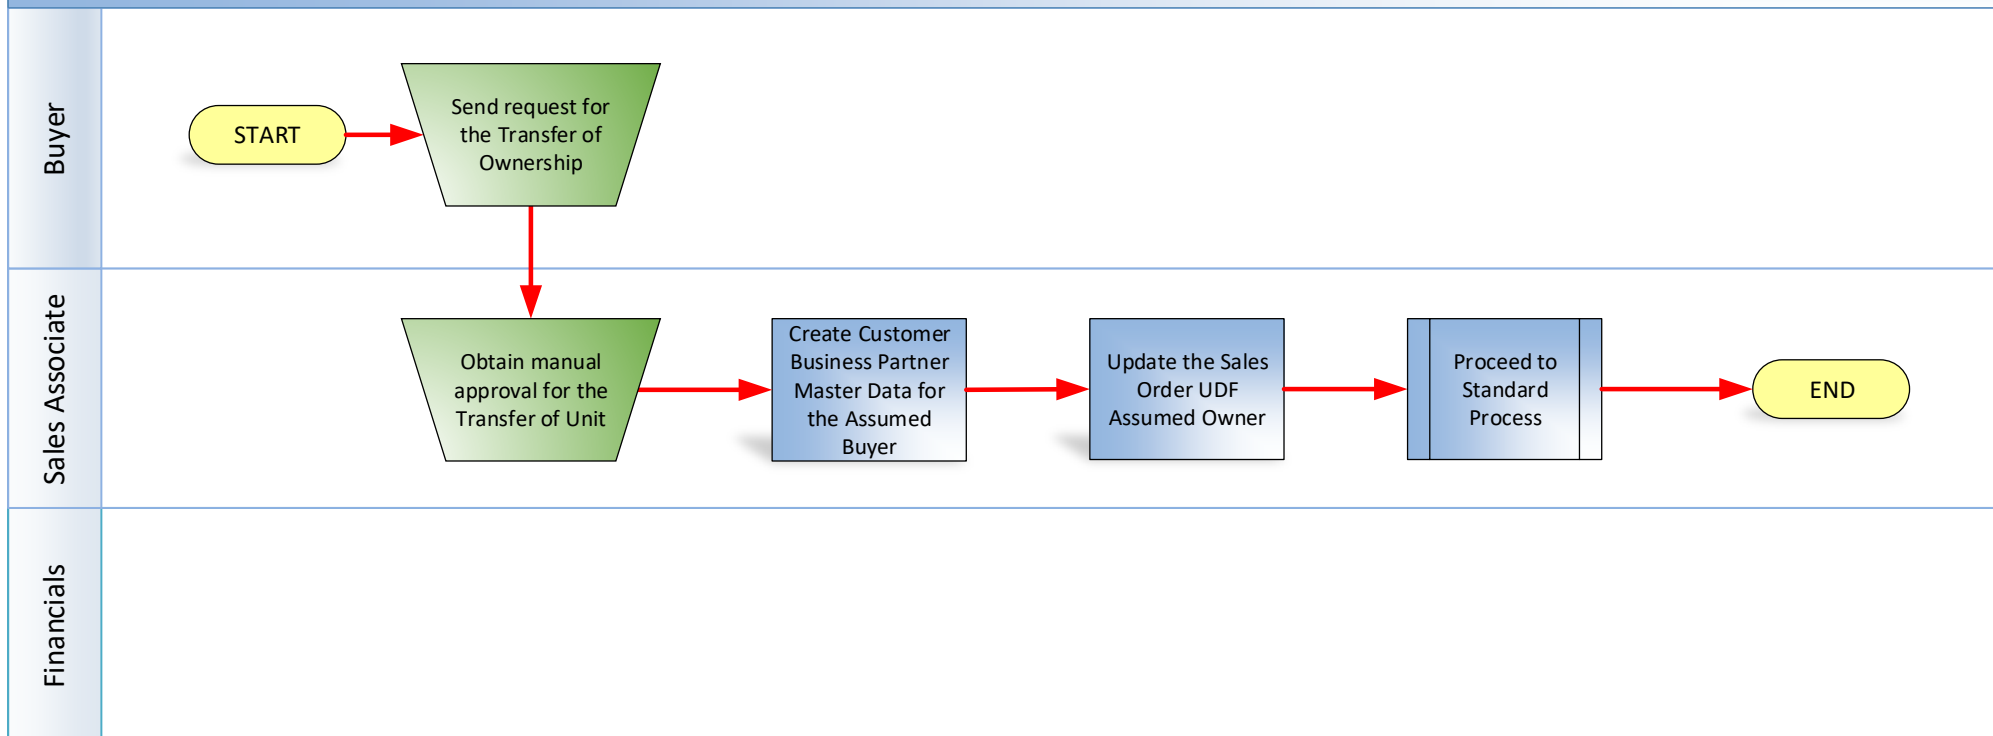 Buyer
START
Send request for
the Transfer of
Ownership
Sales Associate
Obtain manual
approval for the
Transfer of Unit
Create Customer
Business Partner
Master Data for
the Assumed
Buyer
Update the Sales
Order UDF
Assumed Owner
Proceed to
Standard
Process
END
Financials